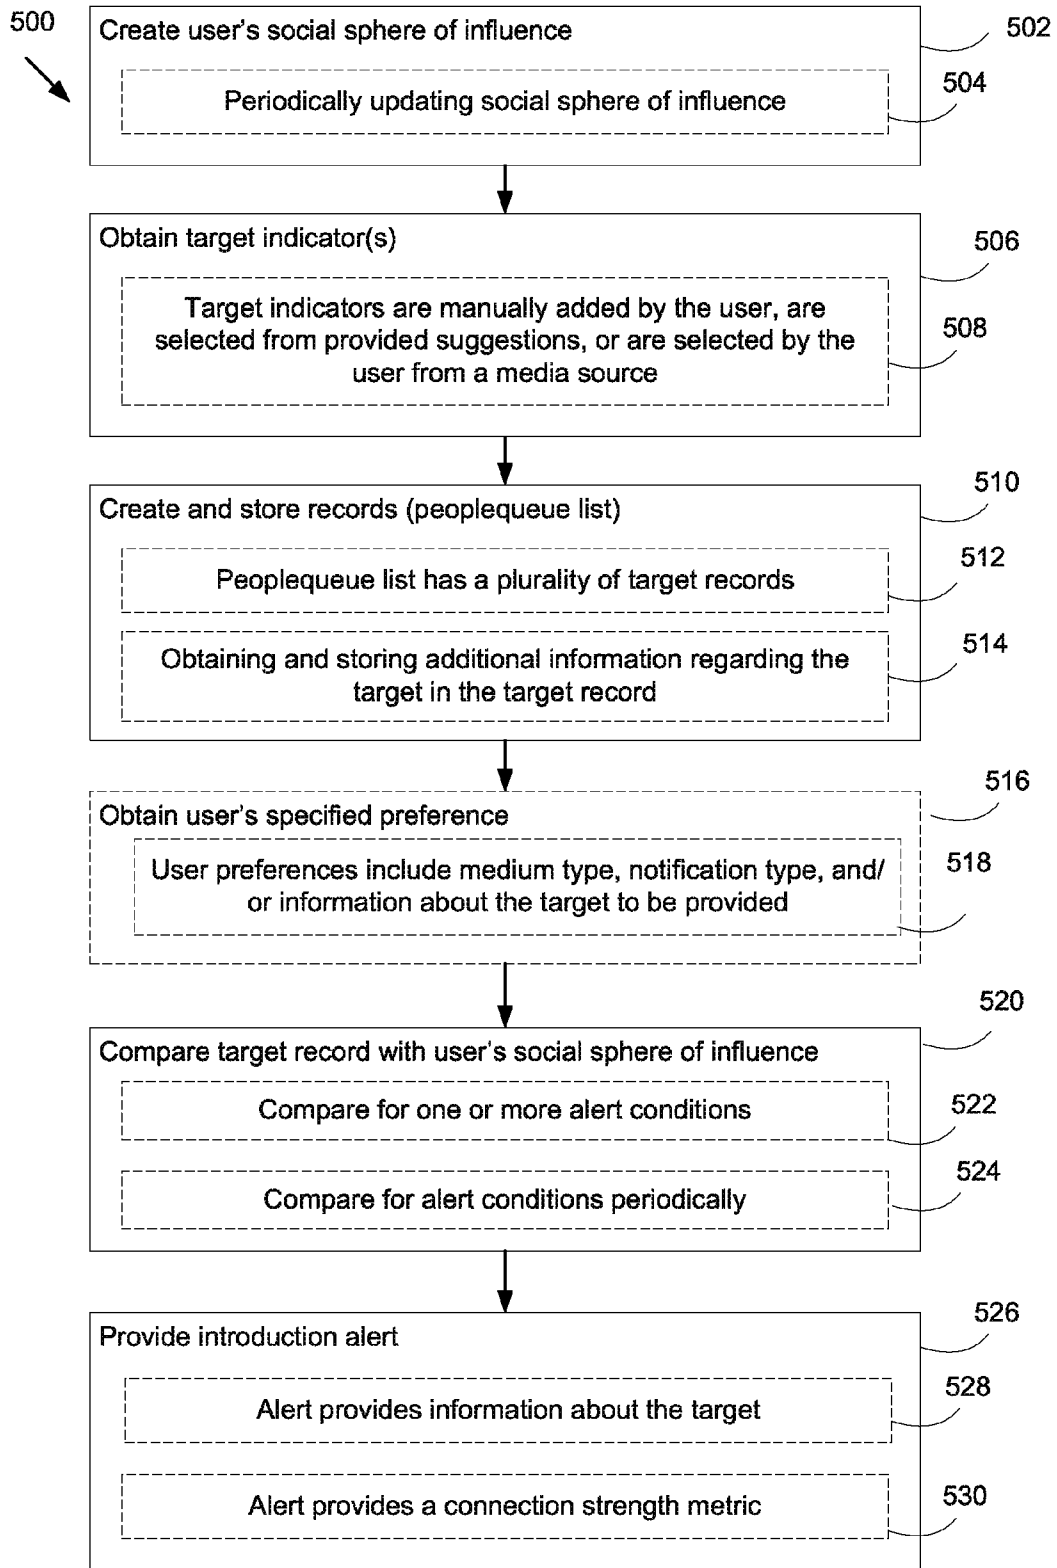 500
Create user's social sphere of influence
502
Periodically updating social sphere of influence
504
Obtain target indicator(s)
506
Target indicators are manually added by the user, are
selected from provided suggestions, or are selected by the
user from a media source
508
Create and store records (peoplequeue list)
510
Peoplequeue list has a plurality of target records
512
Obtaining and storing additional information regarding the
target in the target record
514
Obtain user's specified preference
516
User preferences include medium type, notification type, and/
or information about the target to be provided
518
Compare target record with user's social sphere of influence
520
Compare for one or more alert conditions
522
Compare for alert conditions periodically
524
Provide introduction alert
526
Alert provides information about the target
528
Alert provides a connection strength metric
530